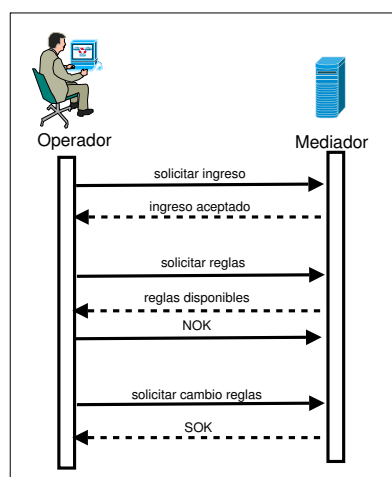 Operador
Mediador
solicitar ingreso
ingreso aceptado
solicitar reglas
reglas disponibles
NOK
solicitar cambio reglas
SOK